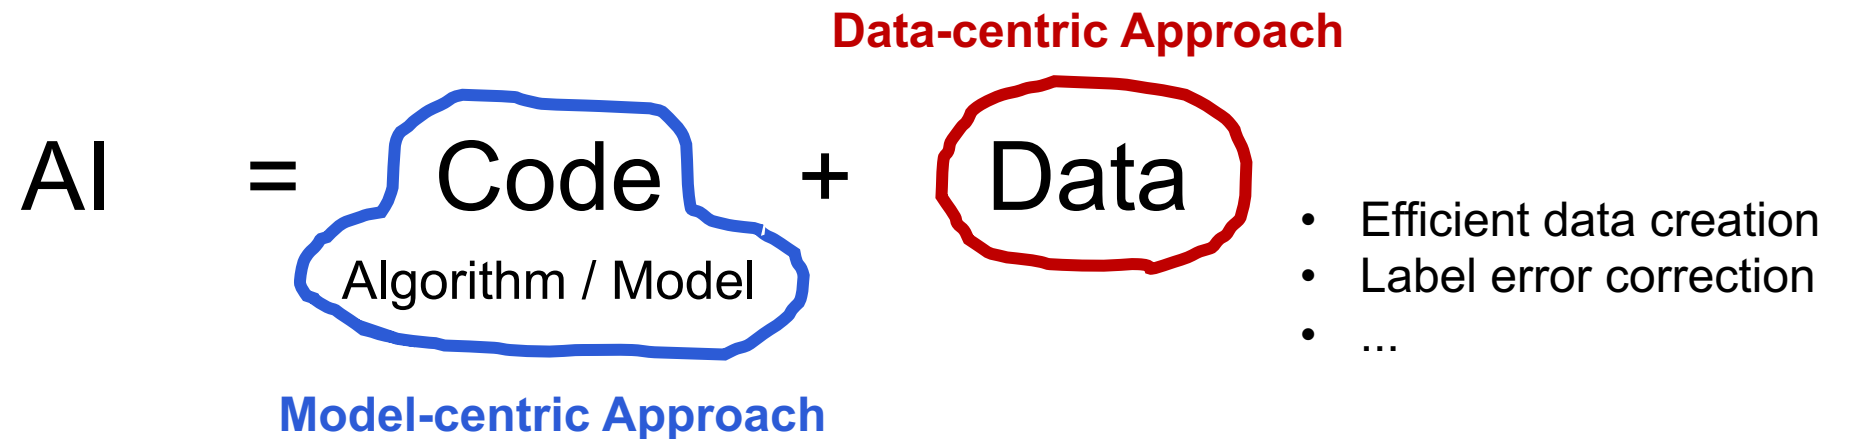 Data-centric Approach
AI = Code + Data
Algorithm / Model
• Efficient data creation
• Label error correction
• ...
Model-centric Approach